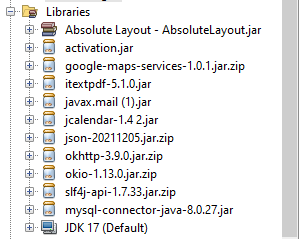 Libraries
Absolute Layout - AbsoluteLayout.jar
activation.jar
google-maps-services-1.0.1.jar.zip
itextpdf-5.1.0.jar
javax.mail (1).jar
jcalendar-1.4 2.jar
json-20211205.jar.zip
okhttp-3.9.0.jar.zip
okio-1.13.0.jar.zip
slf4j-api-1.7.33.jar.zip
mysql-connector-java-8.0.27.jar
JDK 17 (Default)